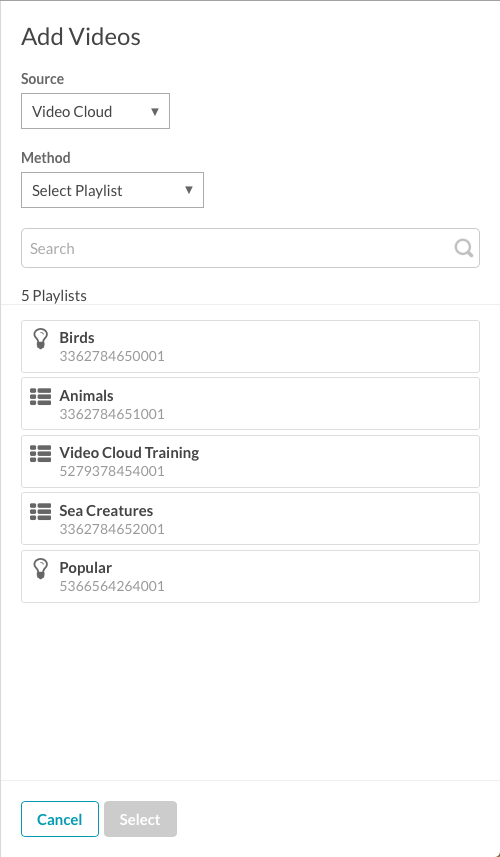 Add Videos
Source
Video Cloud
Method
Select Playlist
Search
5 Playlists
Birds
3362784650001
Animals
3362784651001
Video Cloud Training
5279378454001
Sea Creatures
3362784652001
Popular
5366564264001
Cancel Select